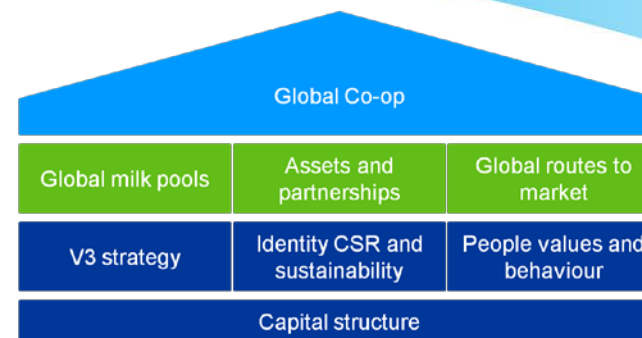 Global Co-op
Global milk pools
Assets and
partnerships
Global routes to
market
V3 strategy
Identity CSR and
sustainability
People values and
behaviour
Capital structure